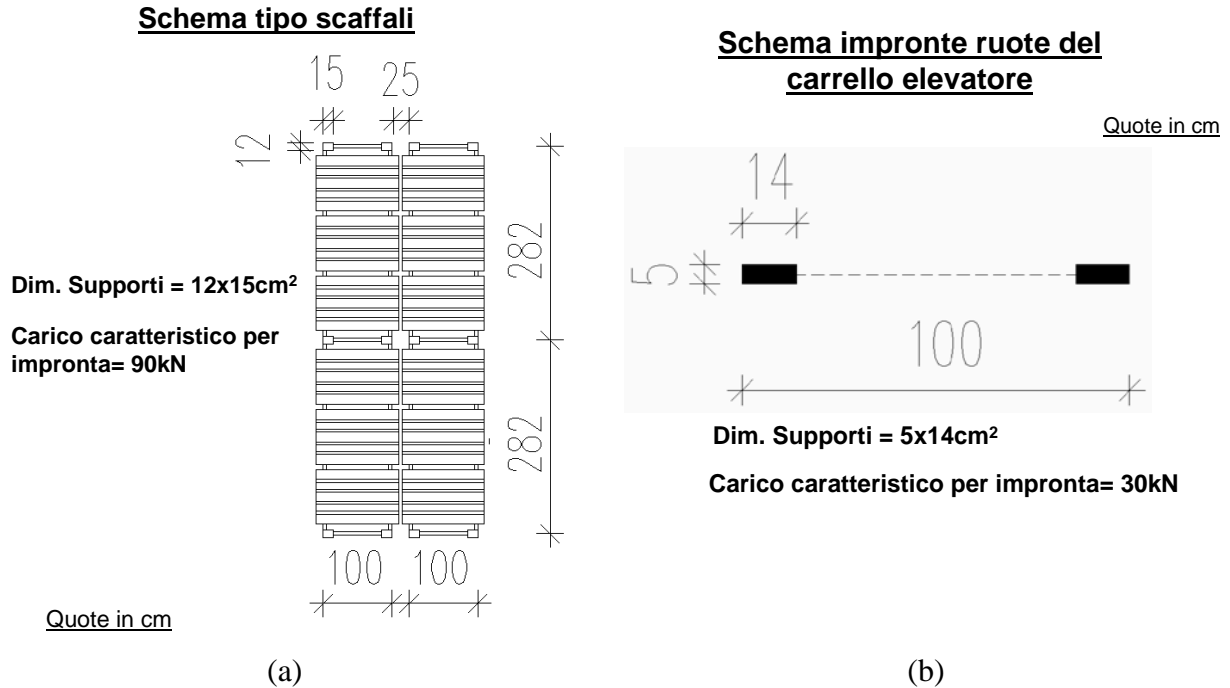 Schema tipo scaffali
15 25
12
282
Dim. Supporti = 12x15cm²
Carico caratteristico per
impronta= 90kN
282
100 100
Quote in cm
(a)
Schema impronte ruote del
carrello elevatore
Quote in cm
14
5
100
Dim. Supporti = 5x14cm²
Carico caratteristico per impronta= 30kN
(b)